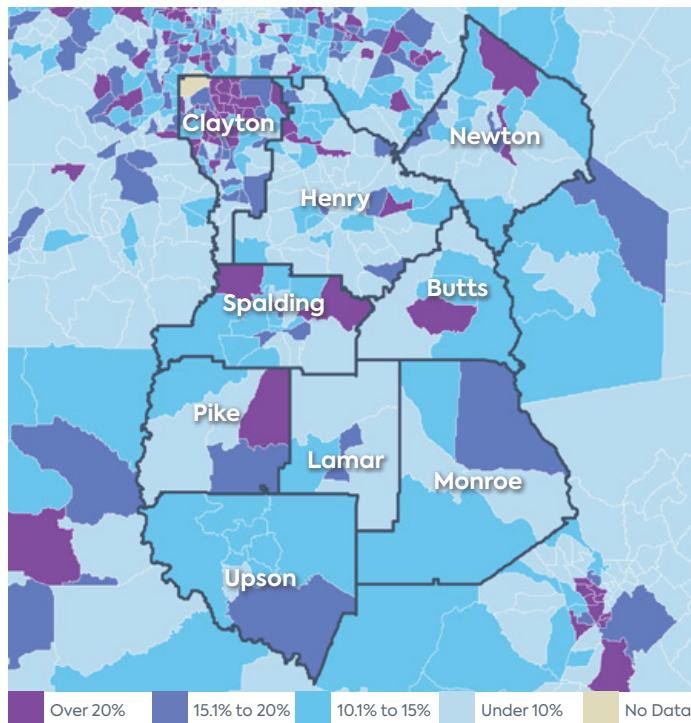 Clayton
Newton
Henry
Butts
Spalding
Pike
Lamar
Monroe
Upson
Over 20%
15.1% to 20%
10.1% to 15%
Under 10%
No Data